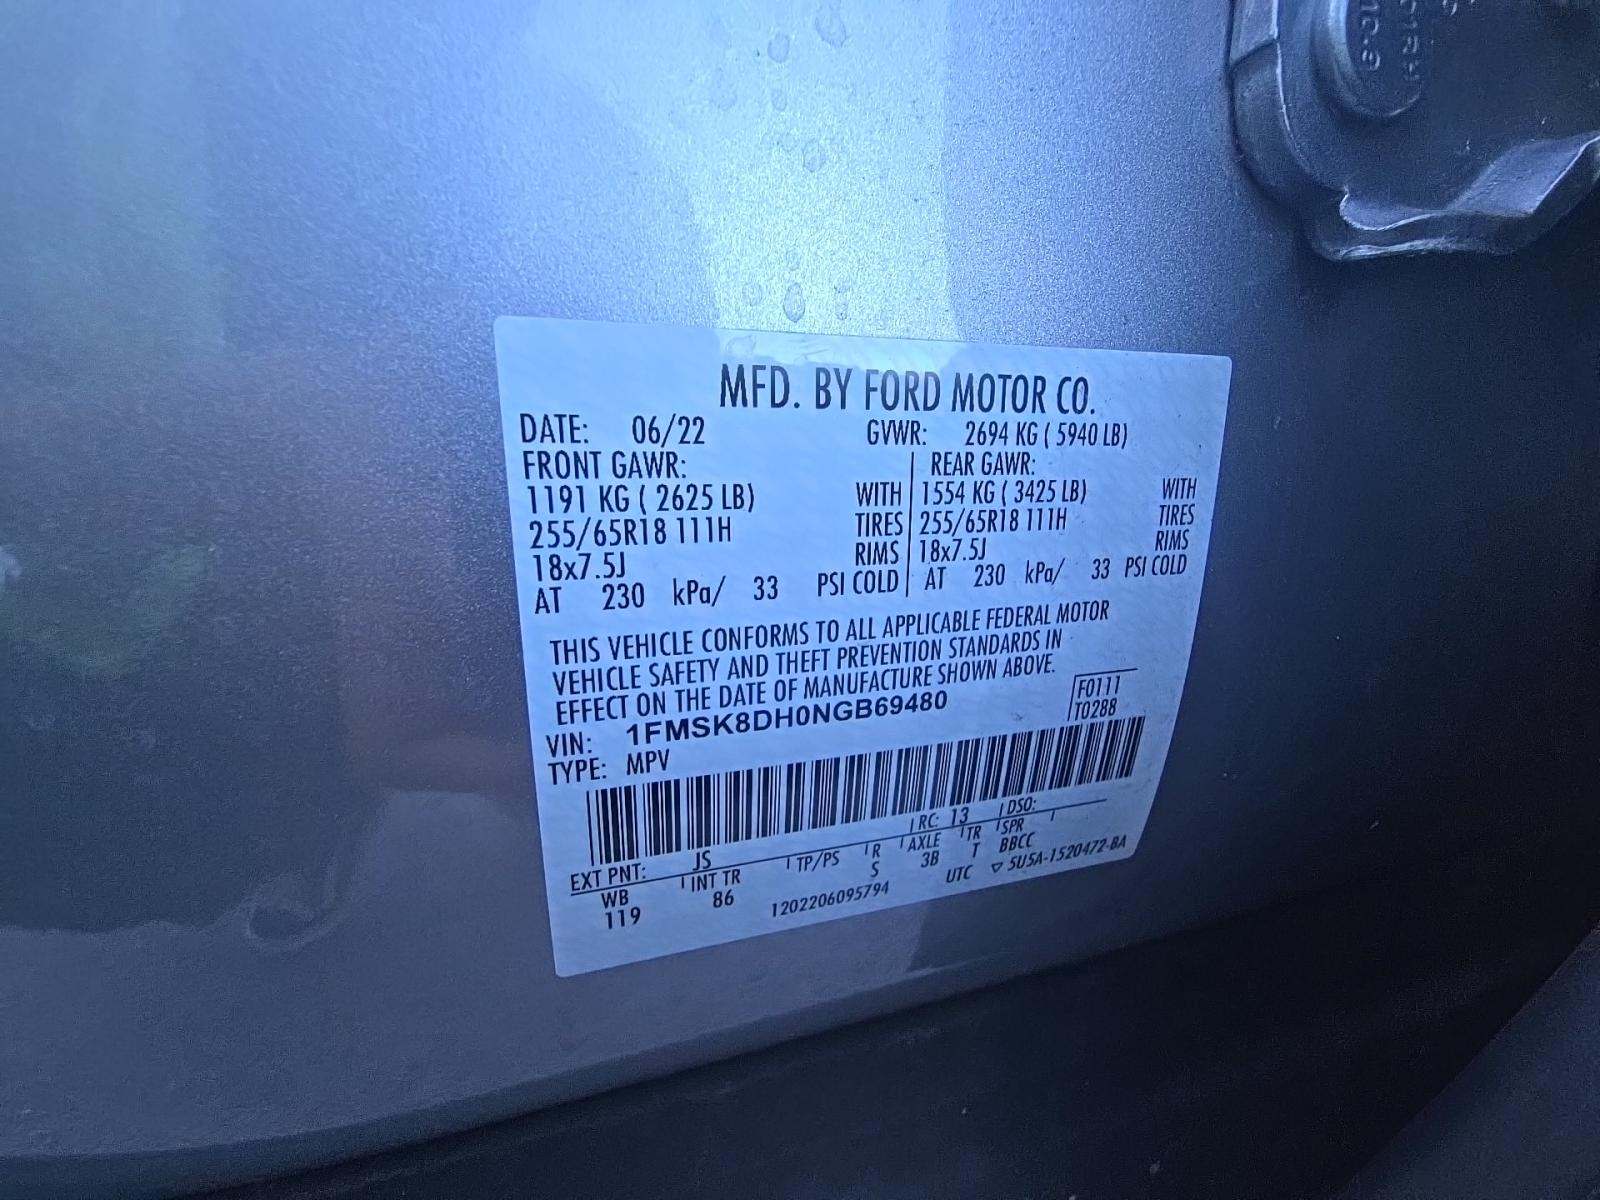 MFD. BY FORD MOTOR CO.
DATE: 06/22 GVWR: 2694 KG ( 5940 LB)
FRONT GAWR: REAR GAWR:
1191 KG ( 2625 LB) WITH 1554 KG ( 3425 LB) WITH
255/65R18 111H TIRES 255/65R18 111H TIRES
18x7.5J RIMS 18x7.5J RIMS
AT 230 kPa/ 33 PSI COLD AT 230 kPa/ 33 PSI COLD
THIS VEHICLE CONFORMS TO ALL APPLICABLE FEDERAL MOTOR
VEHICLE SAFETY AND THEFT PREVENTION STANDARDS IN
EFFECT ON THE DATE OF MANUFACTURE SHOWN ABOVE.
VIN: 1FMSK8DH0NGB69480 F0111
TYPE: MPV T0288
EXT PNT: JS RC: 13 DSO:
WB INT TR TP/PS R AXLE TR SPR
119 86 S 3B T BBCC
1202206095794 UTC ▽ 5U5A-1520472-BA